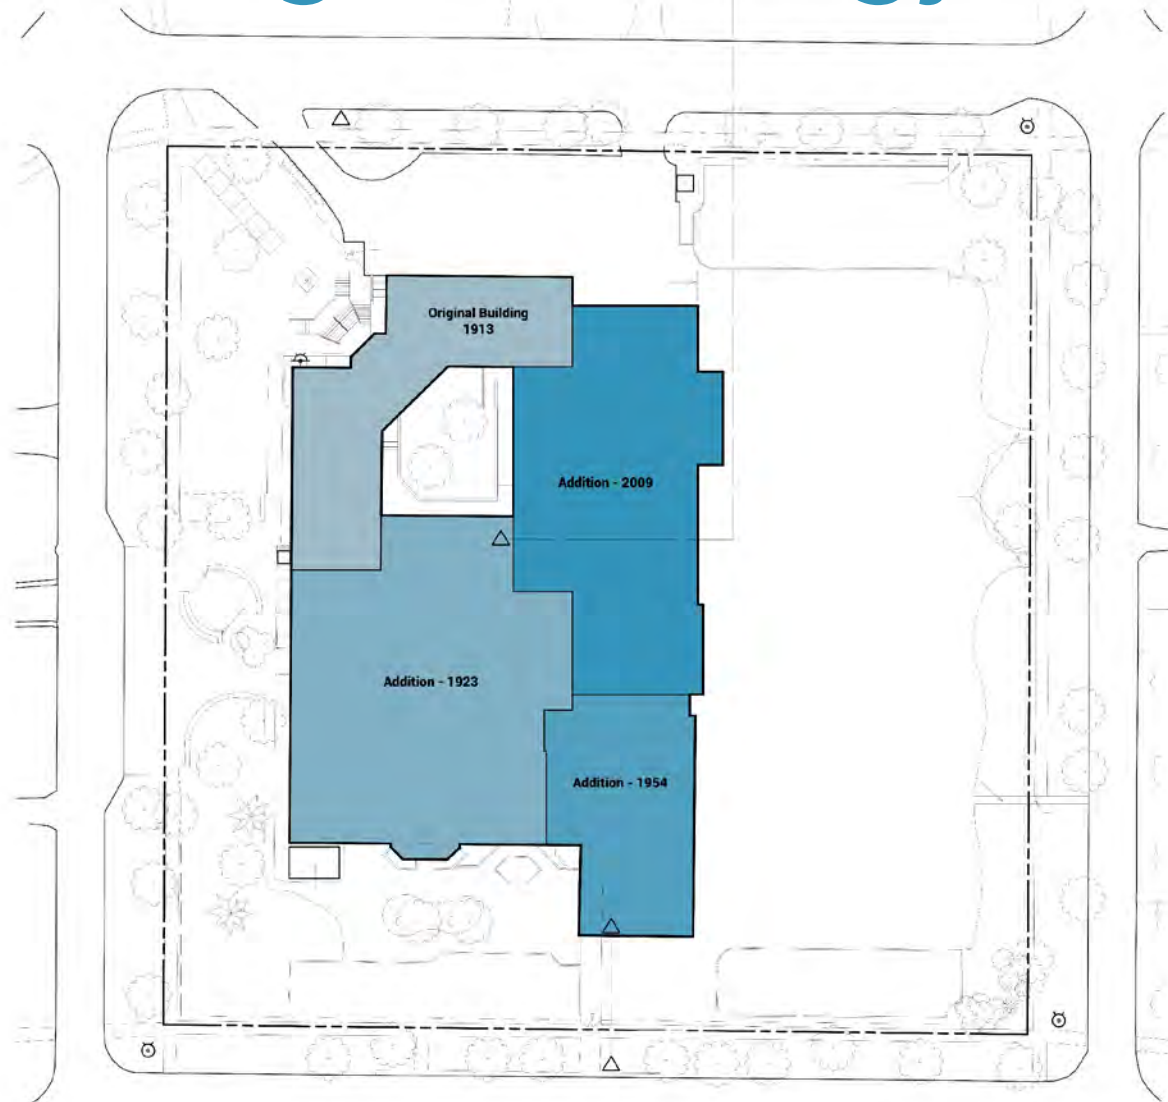 Original Building
1913
Addition - 2009
Addition - 1923
Addition - 1954